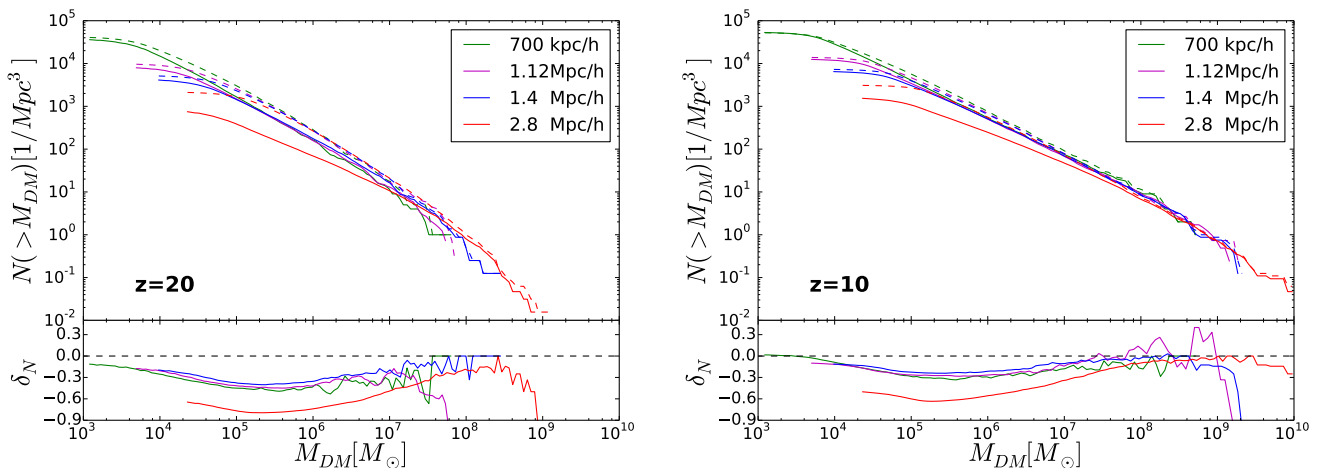 10^5
10^4
10^3
10^2
10^1
10^0
10^-1
10^-2
N(>M_DM)[1/Mpc^3]
700 kpc/h
1.12Mpc/h
1.4 Mpc/h
2.8 Mpc/h
z=20
0.3
0.0
−0.3
−0.6
−0.9
δ_N
10^3 10^4 10^5 10^6 10^7 10^8 10^9 10^10
M_DM[M_⊙]
10^5
10^4
10^3
10^2
10^1
10^0
10^-1
10^-2
N(>M_DM)[1/Mpc^3]
700 kpc/h
1.12Mpc/h
1.4 Mpc/h
2.8 Mpc/h
z=10
0.3
0.0
−0.3
−0.6
−0.9
δ_N
10^3 10^4 10^5 10^6 10^7 10^8 10^9 10^10
M_DM[M_⊙]